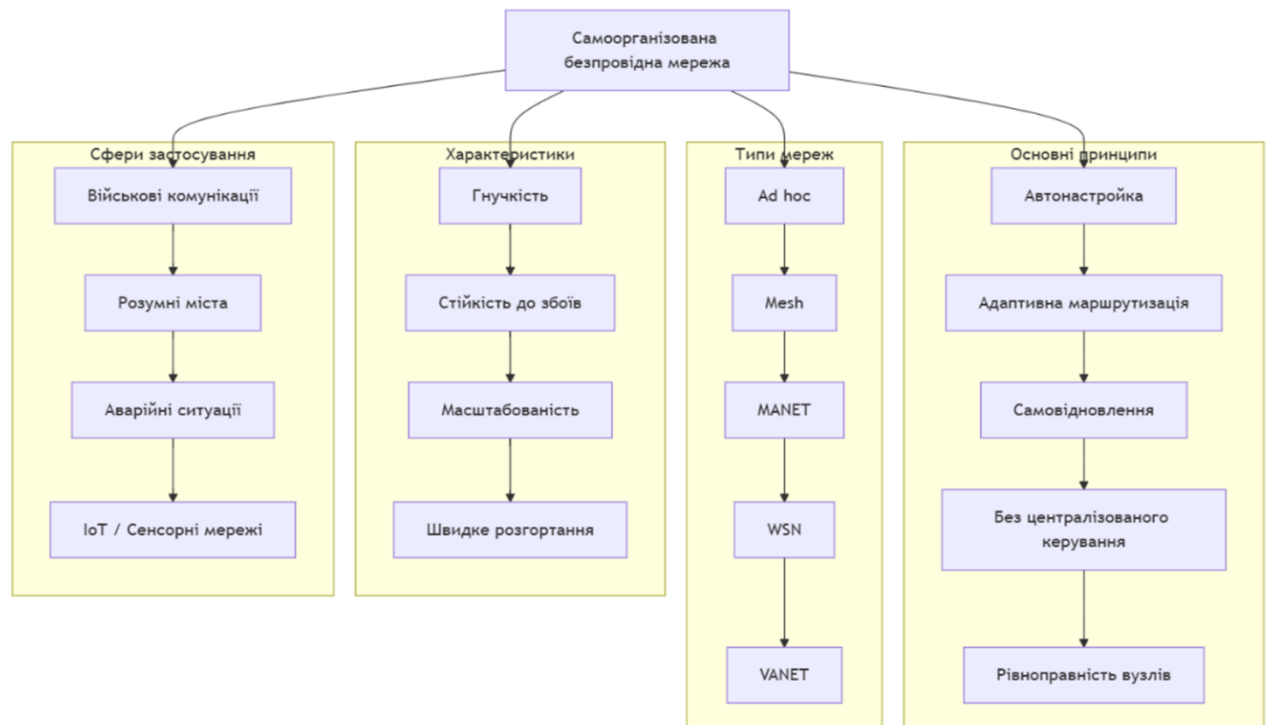 Самоорганізована
безпровідна мережа
Сфери застосування
Військові комунікації
Розумні міста
Аварійні ситуації
IoT / Сенсорні мережі
Характеристики
Гнучкість
Стійкість до збоїв
Масштабованість
Швидке розгортання
Типи мереж
Ad hoc
Mesh
MANET
WSN
VANET
Основні принципи
Автонастройка
Адаптивна маршрутизація
Самовідновлення
Без централізованого
керування
Рівноправність вузлів